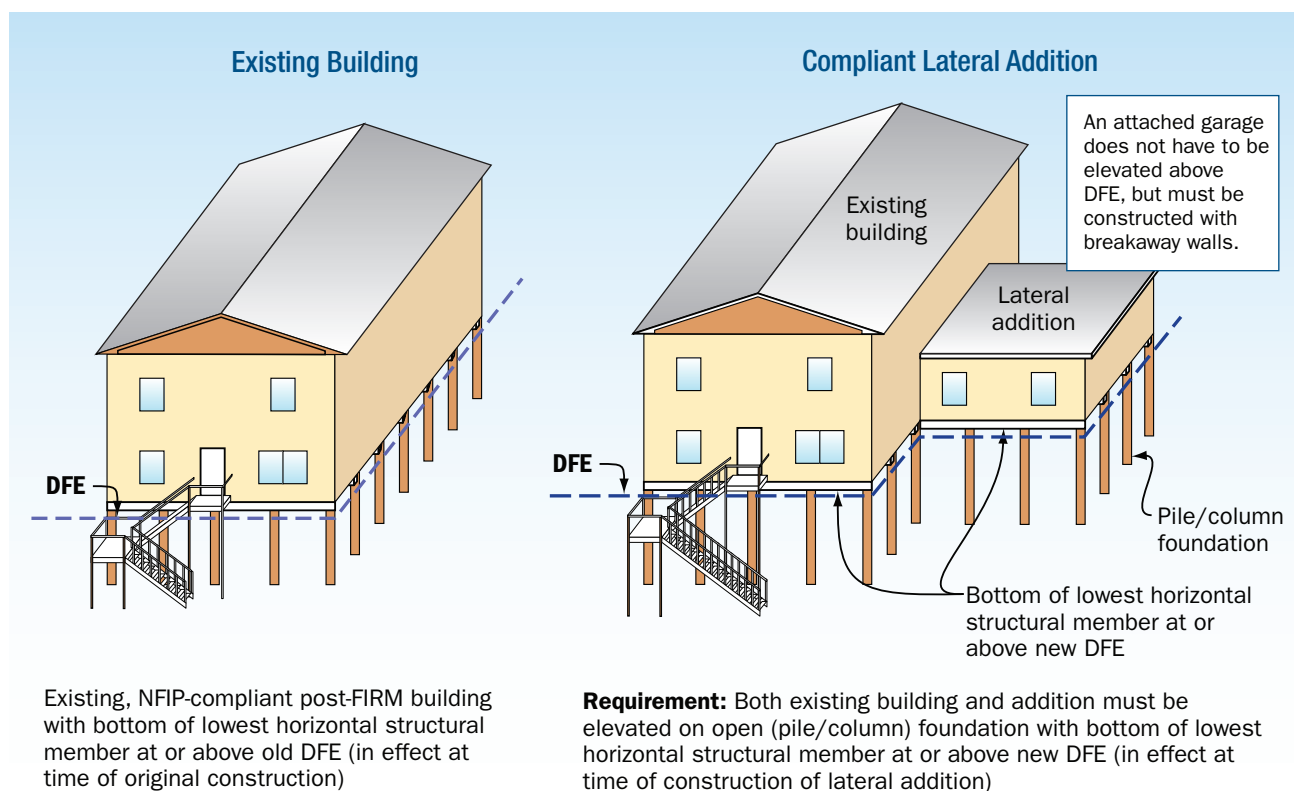 Existing Building
DFE
Existing, NFIP-compliant post-FIRM building
with bottom of lowest horizontal structural
member at or above old DFE (in effect at
time of original construction)
Compliant Lateral Addition
An attached garage
does not have to be
elevated above
DFE, but must be
constructed with
breakaway walls.
Existing
building
Lateral
addition
DFE
Pile/column
foundation
Bottom of lowest horizontal
structural member at or
above new DFE
Requirement: Both existing building and addition must be
elevated on open (pile/column) foundation with bottom of lowest
horizontal structural member at or above new DFE (in effect at
time of construction of lateral addition)